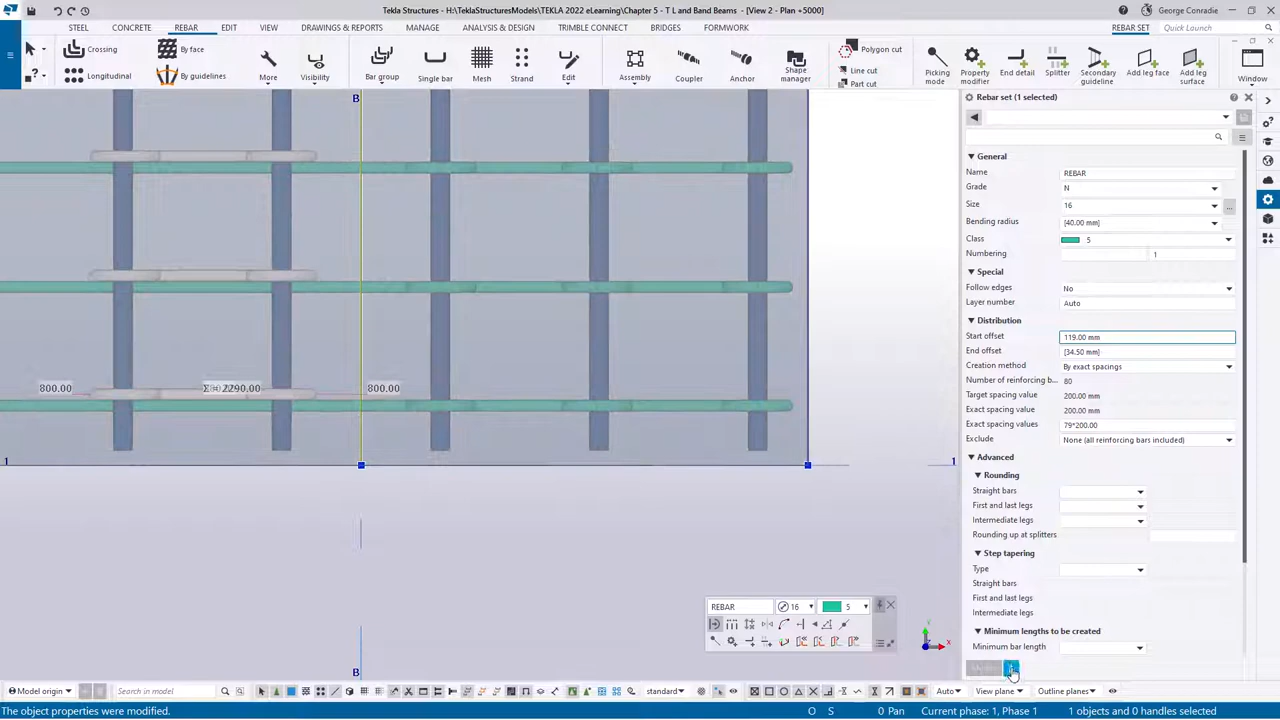 Tekla Structures - H:\TeklaStructuresModels\TEKLA 2022 eLearning\Chapter 5 - T L and Band Beams - [View 2 - Plan +5000]
George Conradie
STEEL CONCRETE REBAR EDIT VIEW DRAWINGS & REPORTS MANAGE ANALYSIS & DESIGN TRIMBLE CONNECT BRIDGES FORMWORK REBAR SET Quick Launch
Crossing
Longitudinal
By face
By guidelines
More
Visibility
Bar group
Single bar
Mesh
Strand
Edit
Assembly
Coupler
Anchor
Shape manager
Polygon cut
Line cut
Part cut
Picking mode
Property modifier
End detail
Splitter
Secondary guideline
Add leg face
Add leg surface
Window
B
800.00
2290.00
800.00
1
1
B
Rebar set (1 selected)
General
Name REBAR
Grade N
Size 16 ...
Bending radius [40.00 mm]
Class 5
Numbering 1
Special
Follow edges No
Layer number Auto
Distribution
Start offset 119.00 mm
End offset [34.50 mm]
Creation method By exact spacings
Number of reinforcing b... 80
Target spacing value 200.00 mm
Exact spacing value 200.00 mm
Exact spacing values 79*200.00
Exclude None (all reinforcing bars included)
Advanced
Rounding
Straight bars
First and last legs
Intermediate legs
Rounding up at splitters
Step tapering
Type
Straight bars
First and last legs
Intermediate legs
Minimum lengths to be created
Minimum bar length
REBAR 16 5
Y
X
Model origin Search in model standard Auto View plane Outline planes
The object properties were modified. O S 0 Pan Current phase: 1, Phase 1 1 objects and 0 handles selected